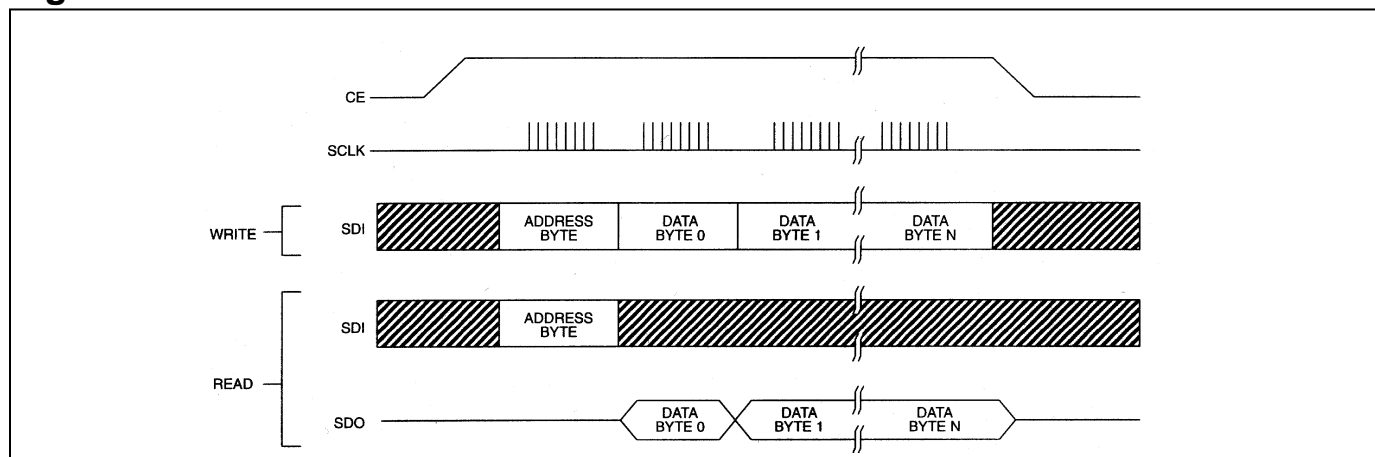 CE
SCLK
WRITE
SDI
ADDRESS
BYTE
DATA
BYTE 0
DATA
BYTE 1
DATA
BYTE N
READ
SDI
ADDRESS
BYTE
SDO
DATA
BYTE 0
DATA
BYTE 1
DATA
BYTE N